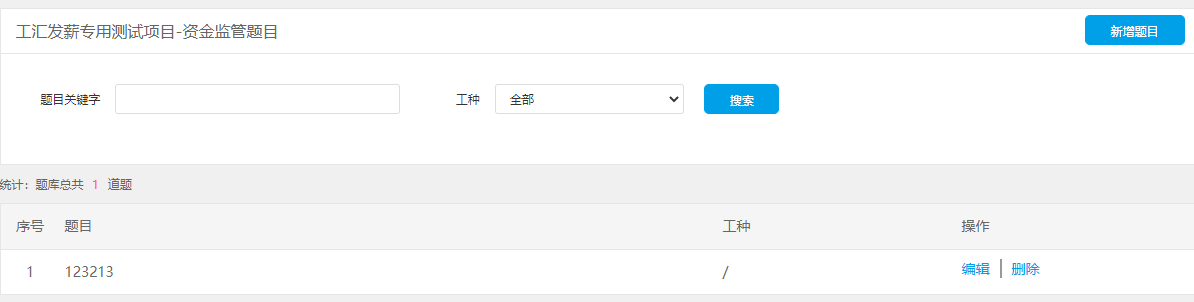 工汇发薪专用测试项目-资金监管题目 新增题目
题目关键字 工种 全部 搜索
统计：题库总共 1 道题
序号 题目 工种 操作
1 123213 / 编辑 | 删除